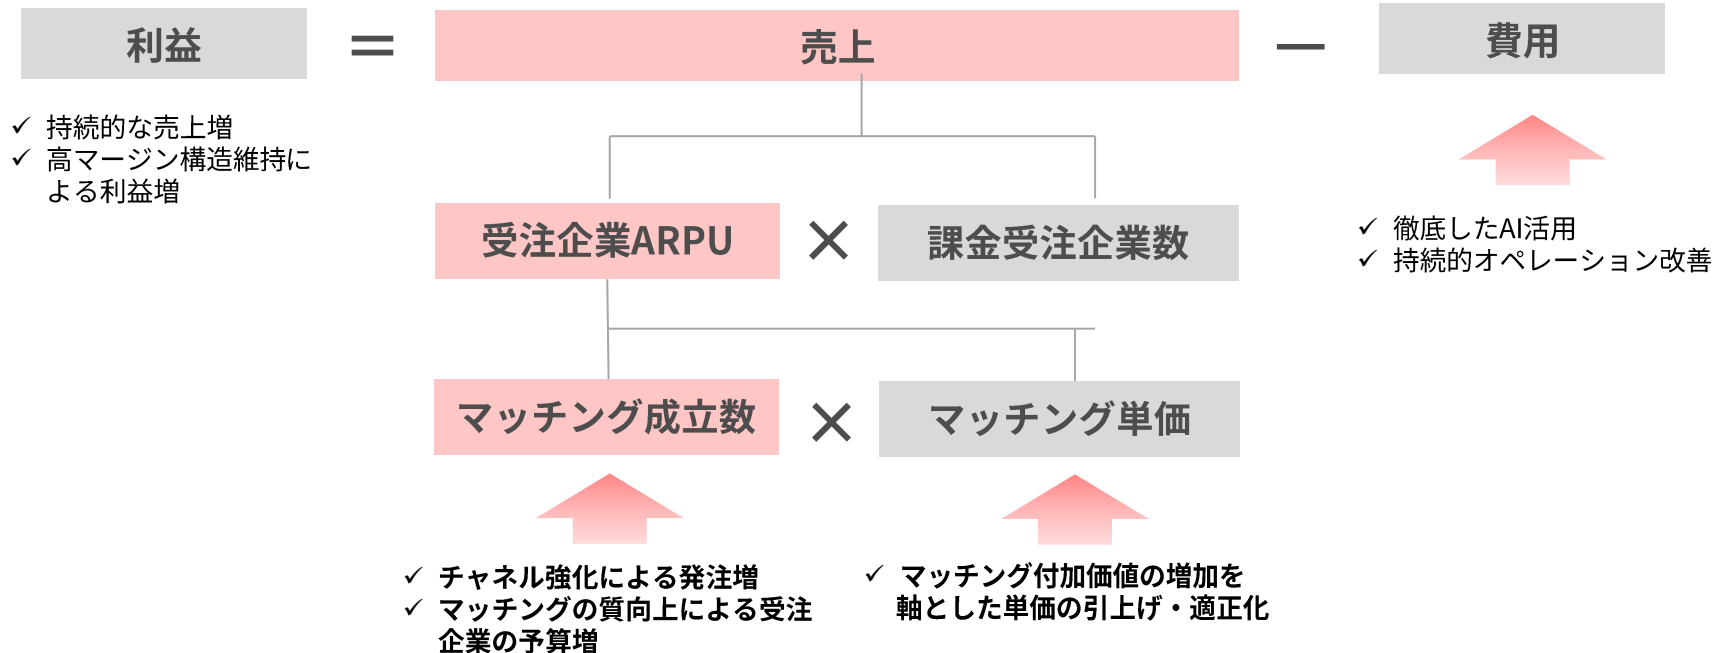 利益 = 売上 － 費用
✓ 持続的な売上増
✓ 高マージン構造維持に
よる利益増
受注企業ARPU × 課金受注企業数
✓ 徹底したAI活用
✓ 持続的オペレーション改善
マッチング成立数 × マッチング単価
✓ チャネル強化による発注増
✓ マッチングの質向上による受注
企業の予算増
✓ マッチング付加価値の増加を
軸とした単価の引上げ・適正化